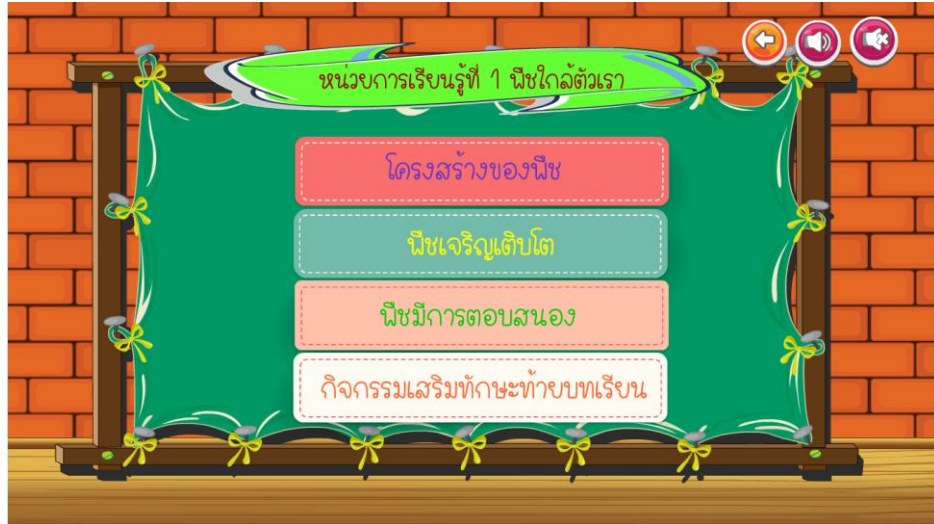 หน่วยการเรียนรู้ที่ 1 พืชใกล้ตัวเรา
โครงสร้างของพืช
พืชเจริญเติบโต
พืชมีการตอบสนอง
กิจกรรมเสริมทักษะท้ายบทเรียน